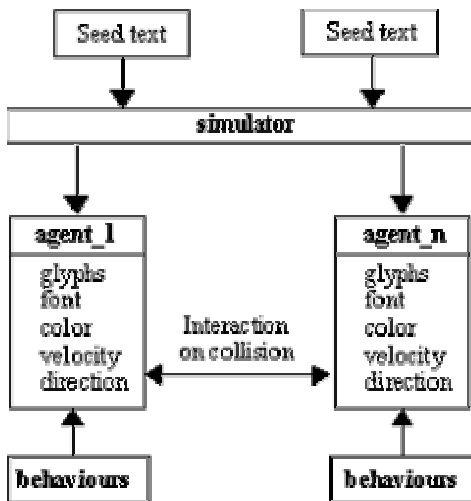 Seed text
Seed text
simulator
agent_1
glyphs
font
color
velocity
direction
Interaction
on collision
agent_n
glyphs
font
color
velocity
direction
behaviours
behaviours